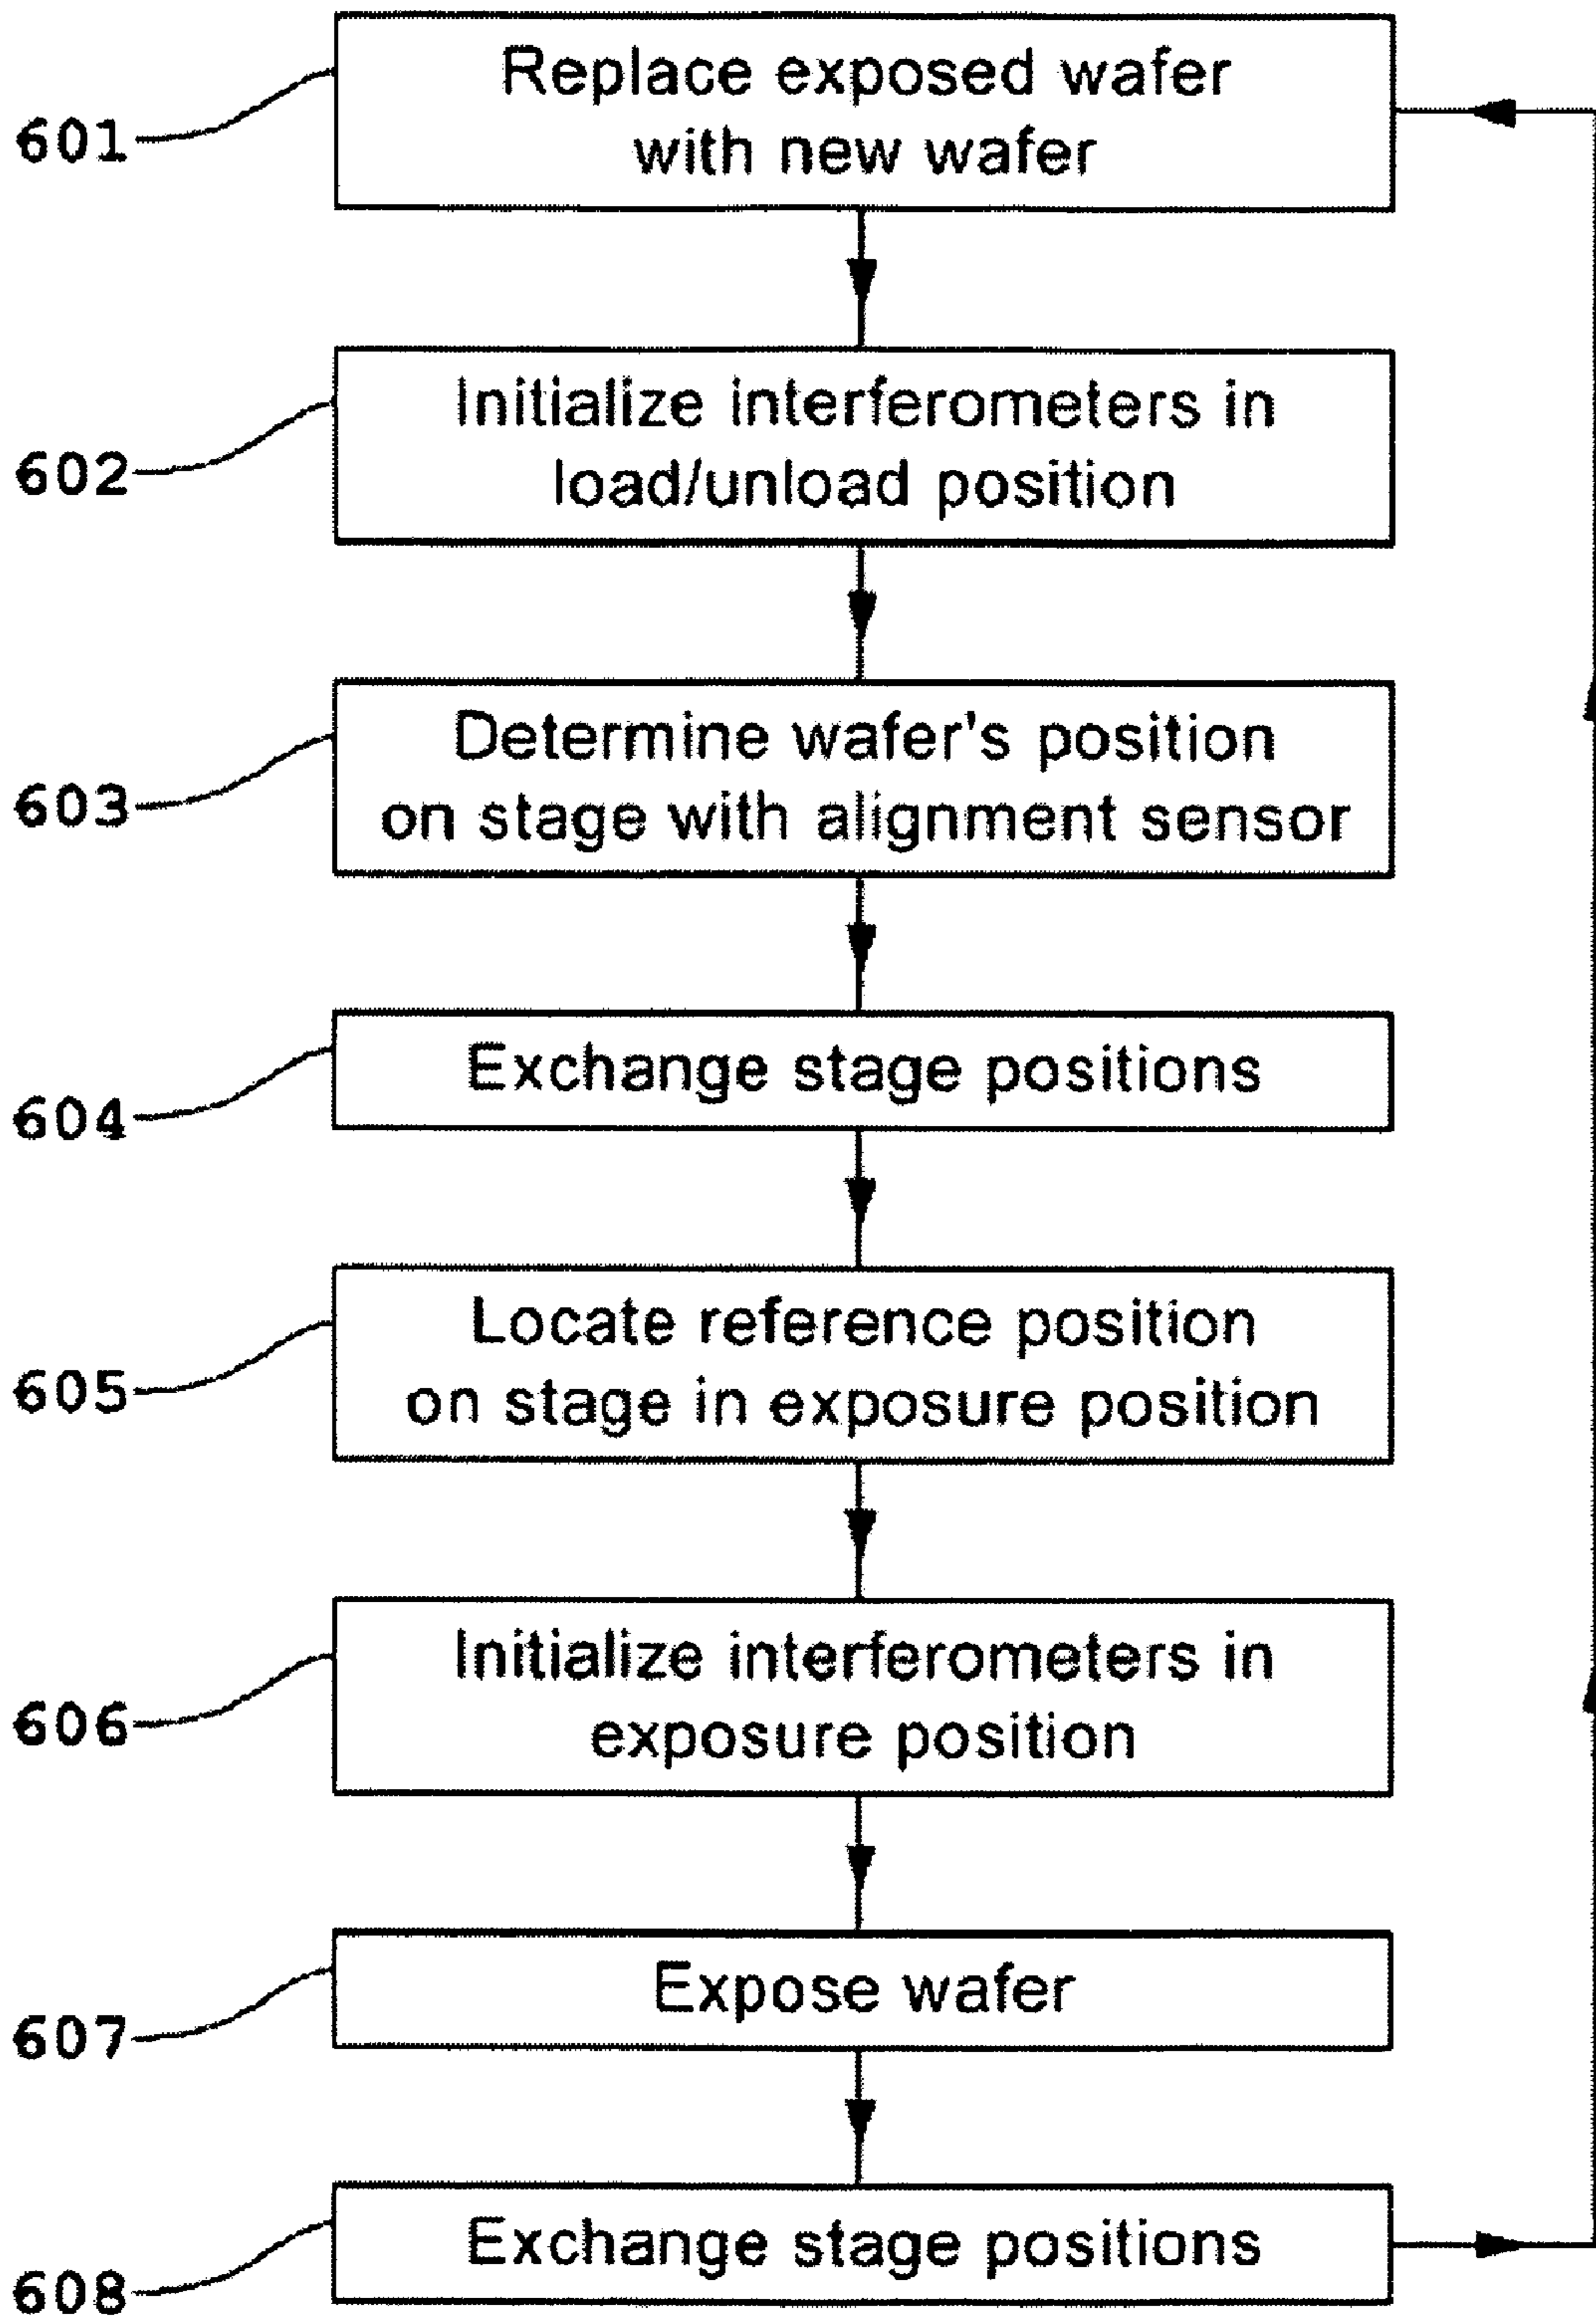 Replace exposed wafer
with new wafer
601
Initialize interferometers in
load/unload position
602
Determine wafer's position
on stage with alignment sensor
603
Exchange stage positions
604
Locate reference position
on stage in exposure position
605
Initialize interferometers in
exposure position
606
Expose wafer
607
Exchange stage positions
608